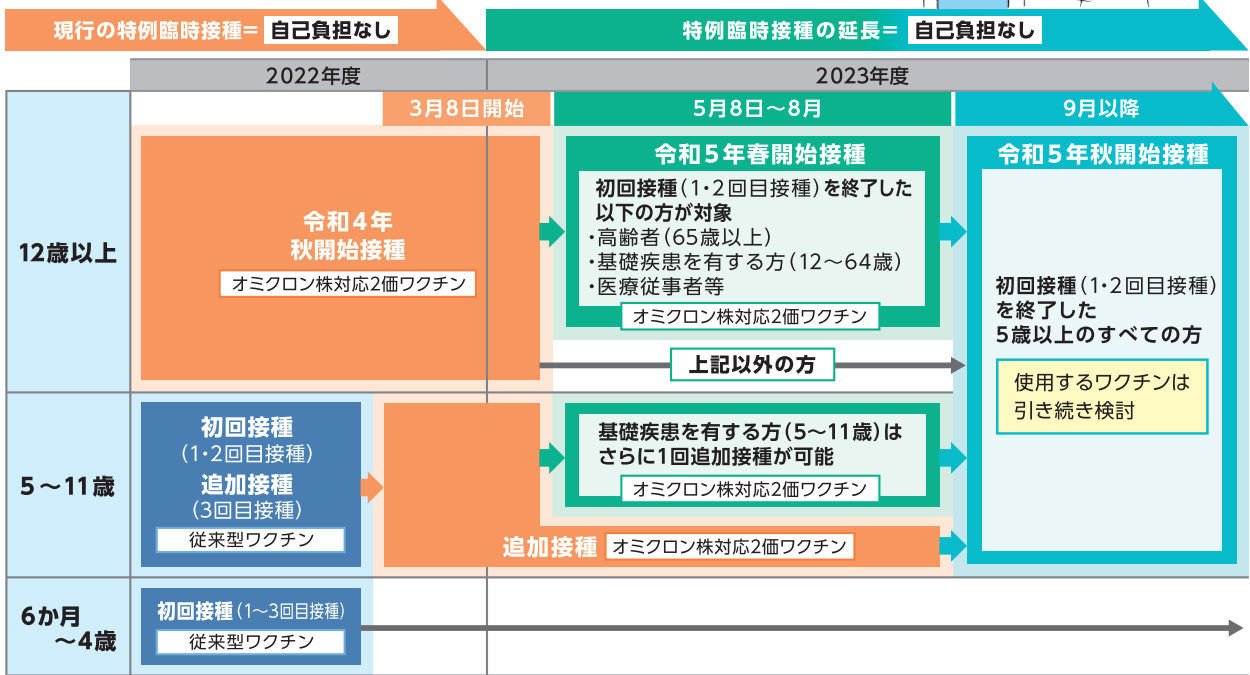 現行の特例臨時接種= 自己負担なし
特例臨時接種の延長= 自己負担なし
2022年度
2023年度
3月8日開始
5月8日〜8月
9月以降
12歳以上
令和4年
秋開始接種
オミクロン株対応2価ワクチン
令和5年春開始接種
初回接種(1・2回目接種)を終了した
以下の方が対象
・高齢者(65歳以上)
・基礎疾患を有する方(12〜64歳)
・医療従事者等
オミクロン株対応2価ワクチン
上記以外の方
令和5年秋開始接種
初回接種(1・2回目接種)
を終了した
5歳以上のすべての方
使用するワクチンは
引き続き検討
5〜11歳
初回接種
(1・2回目接種)
追加接種
(3回目接種)
従来型ワクチン
基礎疾患を有する方(5〜11歳)は
さらに1回追加接種が可能
オミクロン株対応2価ワクチン
追加接種 オミクロン株対応2価ワクチン
6か月
〜4歳
初回接種(1〜3回目接種)
従来型ワクチン